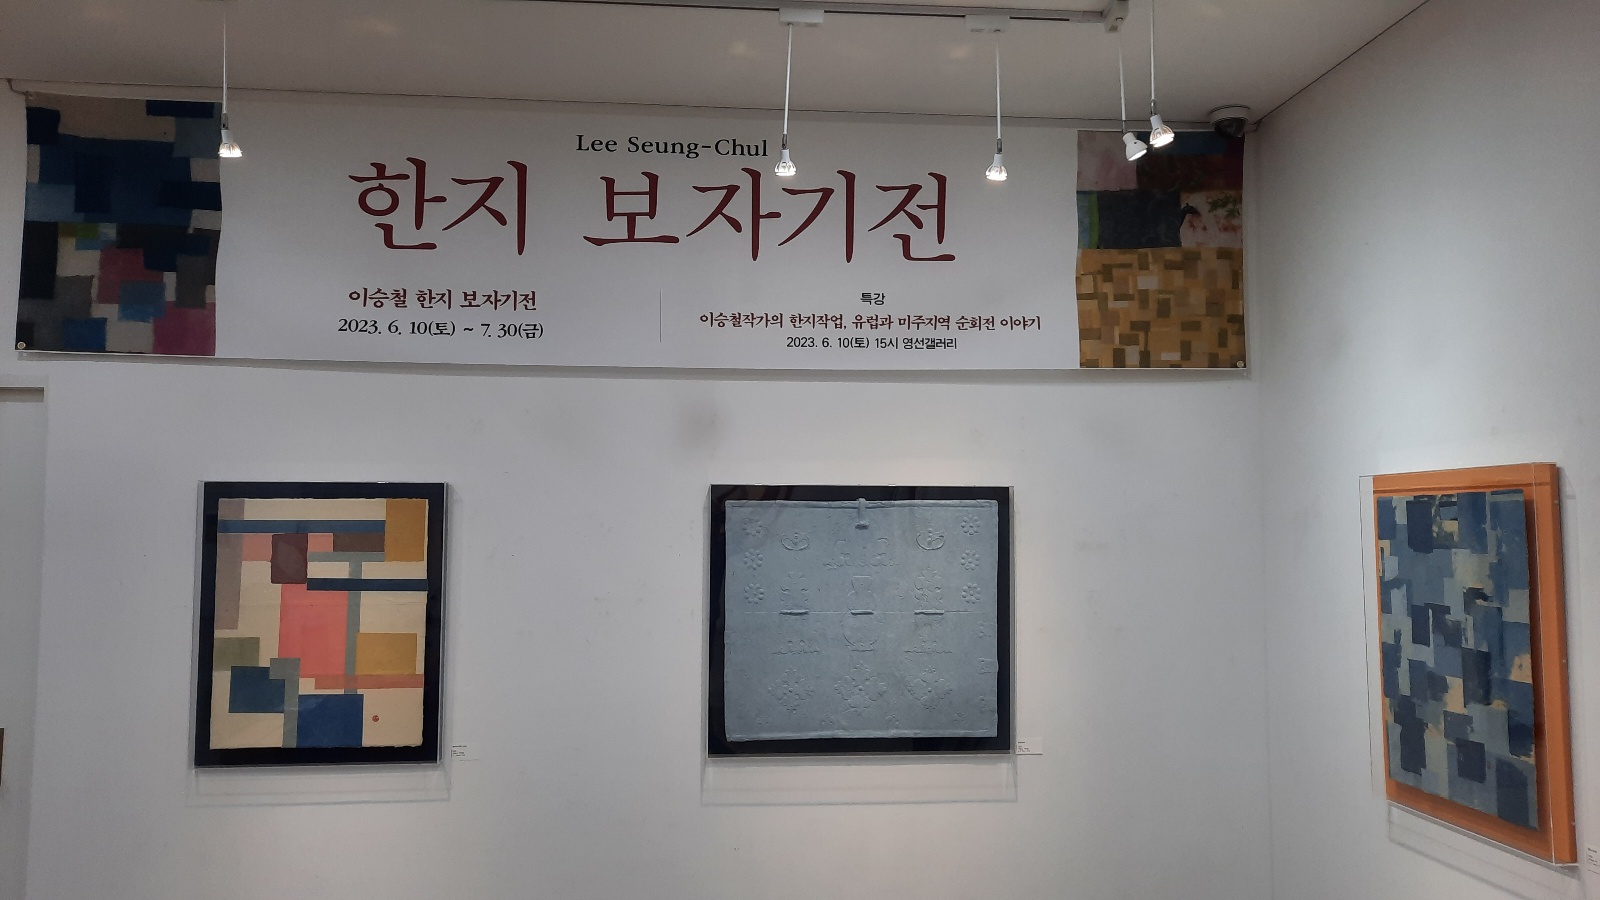 Lee Seung-Chul
한지 보자기전
이승철 한지 보자기전
2023. 6. 10(토) ~ 7. 30(금)
특강
이승철작가의 한지작업, 유럽과 미주지역 순회전 이야기
2023. 6. 10(토) 15시 영선갤러리